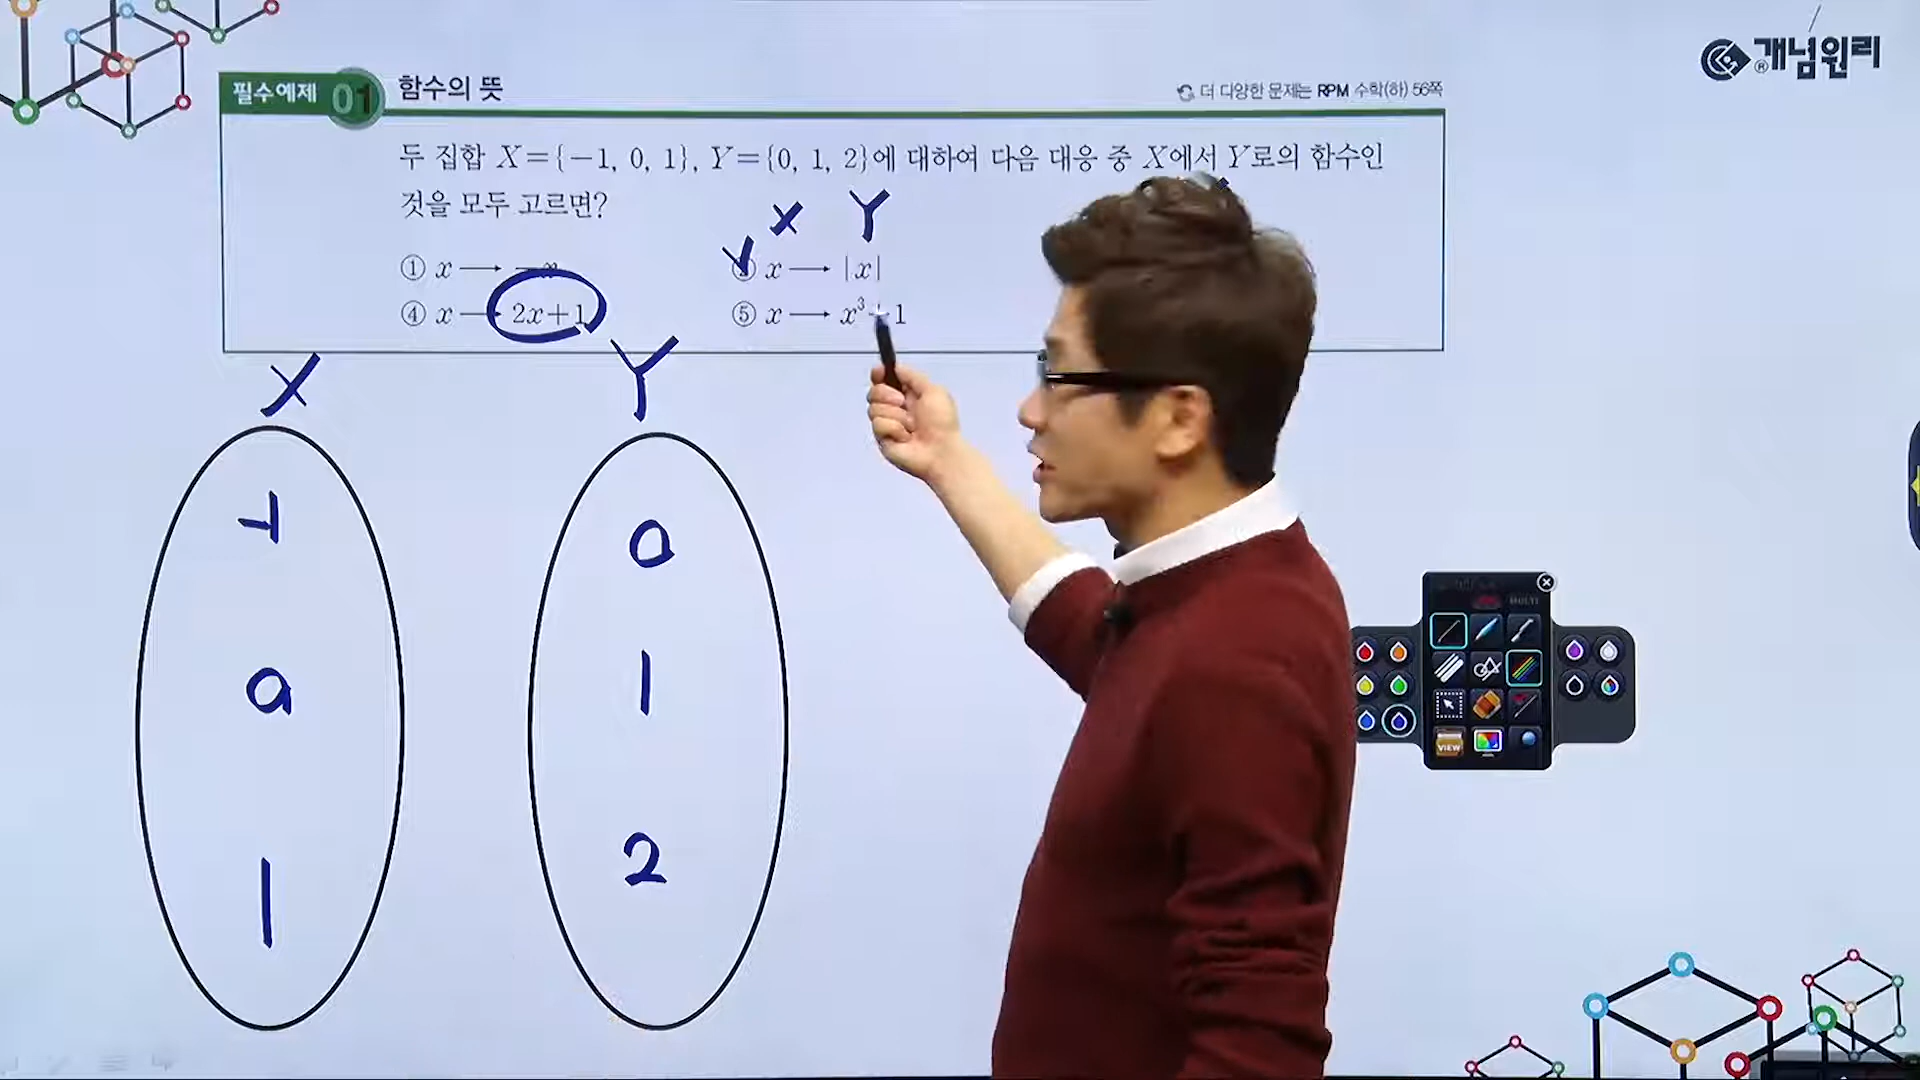 개념원리
필수예제 01 함수의 뜻
더 다양한 문제는 RPM 수학(하) 56쪽
두 집합 X={-1, 0, 1}, Y={0, 1, 2}에 대하여 다음 대응 중 X에서 Y로의 함수인
것을 모두 고르면?
X Y
① x → -x
x → |x|
④ x → 2x+1
⑤ x → x³+1
X Y
-1 0
0 1
1 2
MULTI
VIEW